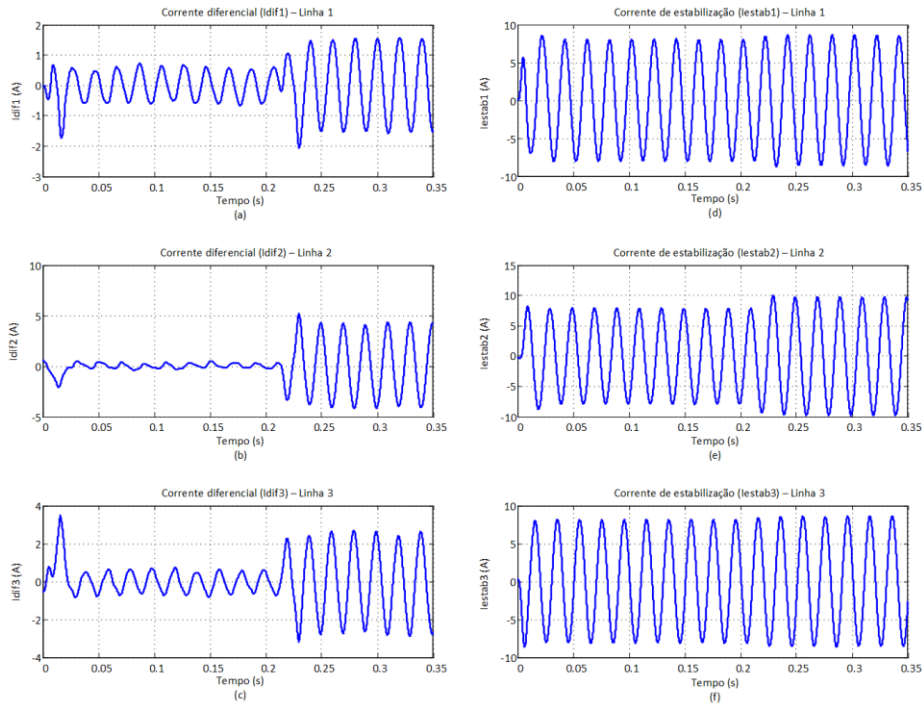 Corrente diferencial (Idif1) – Linha 1
2
1
0
-1
-2
-3
Idif1 (A)
0 0.05 0.1 0.15 0.2 0.25 0.3 0.35
Tempo (s)
(a)
Corrente de estabilização (Iestab1) – Linha 1
10
5
0
-5
-10
Iestab1 (A)
0 0.05 0.1 0.15 0.2 0.25 0.3 0.35
Tempo (s)
(d)
Corrente diferencial (Idif2) – Linha 2
10
5
0
-5
Idif2 (A)
0 0.05 0.1 0.15 0.2 0.25 0.3 0.35
Tempo (s)
(b)
Corrente de estabilização (Iestab2) – Linha 2
15
10
5
0
-5
-10
Iestab2 (A)
0 0.05 0.1 0.15 0.2 0.25 0.3 0.35
Tempo (s)
(e)
Corrente diferencial (Idif3) – Linha 3
4
2
0
-2
-4
Idif3 (A)
0 0.05 0.1 0.15 0.2 0.25 0.3 0.35
Tempo (s)
(c)
Corrente de estabilização (Iestab3) – Linha 3
10
5
0
-5
-10
Iestab3 (A)
0 0.05 0.1 0.15 0.2 0.25 0.3 0.35
Tempo (s)
(f)